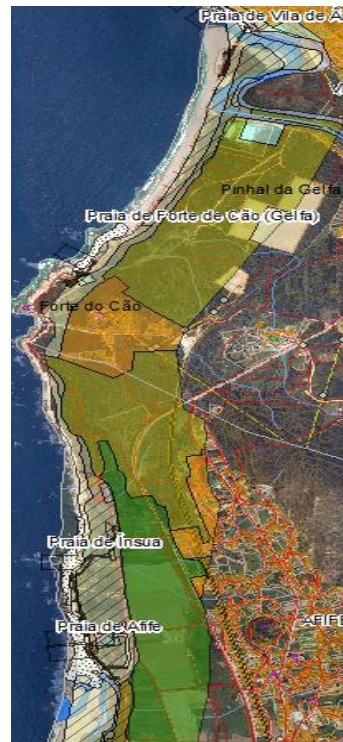 Praia de Vila de Â
Pinhal da Gelfa
Praia de Forte de Cão (Gelfa)
Forte do Cão
Praia de Ínsua
Praia de Afife
AFIFE